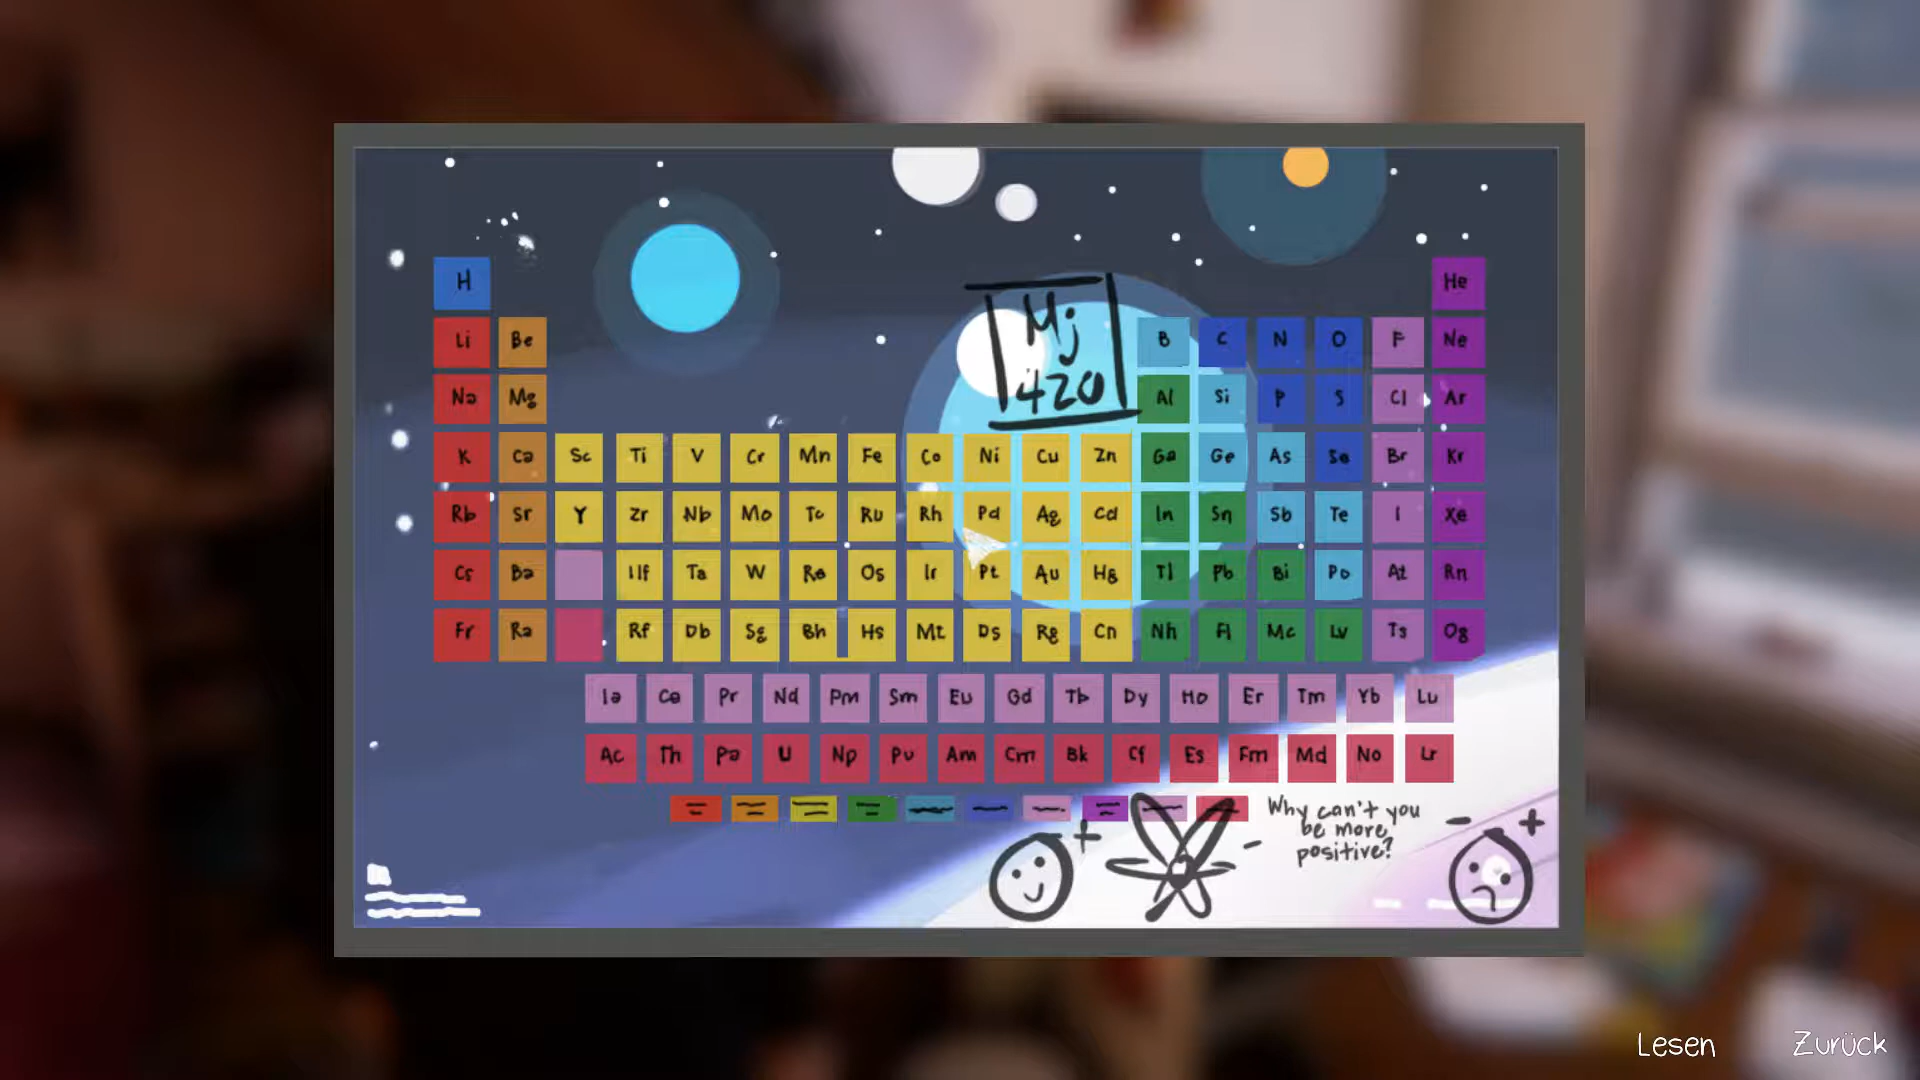 Mj
420
H He
Li Be B C N O F Ne
Na Mg Al Si P S Cl Ar
K Ca Sc Ti V Cr Mn Fe Co Ni Cu Zn Ga Ge As Se Br Kr
Rb Sr Y Zr Nb Mo Tc Ru Rh Pd Ag Cd In Sn Sb Te I Xe
Cs Ba Hf Ta W Re Os Ir Pt Au Hg Tl Pb Bi Po At Rn
Fr Ra Rf Db Sg Bh Hs Mt Ds Rg Cn Nh Fl Mc Lv Ts Og
la Ce Pr Nd Pm Sm Eu Gd Tb Dy Ho Er Tm Yb Lu
Ac Th Pa U Np Pu Am Cm Bk Cf Es Fm Md No Lr
Why can't you
be more
positive?
+ - - +
Lesen Zurück